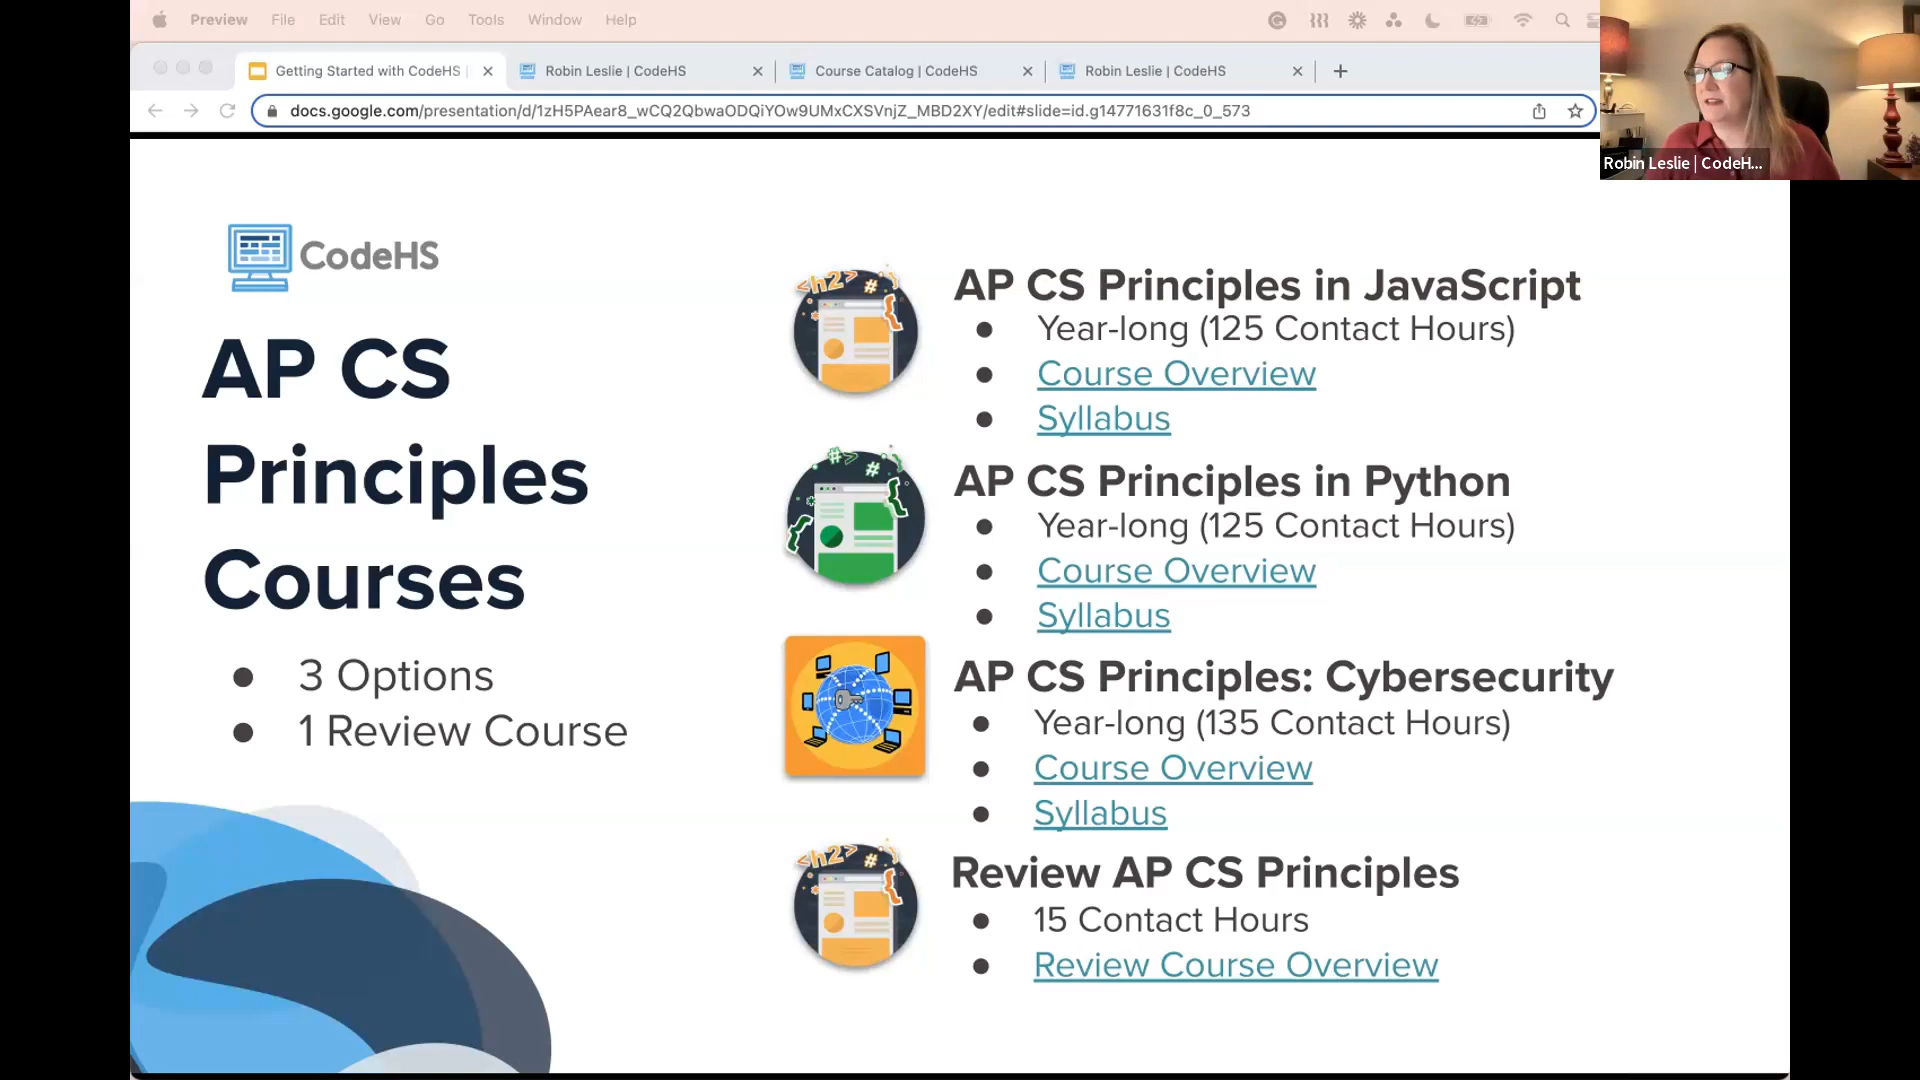 Preview File Edit View Go Tools Window Help
Getting Started with CodeHS | Robin Leslie | CodeHS Course Catalog | CodeHS Robin Leslie | CodeHS
docs.google.com/presentation/d/1zH5PAear8_wCQ2QbwaODQiYOw9UMxCXSVnjZ_MBD2XY/edit#slide=id.g14771631f8c_0_573
Robin Leslie | CodeH...
CodeHS
AP CS
Principles
Courses
● 3 Options
● 1 Review Course
<h2> #
AP CS Principles in JavaScript
● Year-long (125 Contact Hours)
● Course Overview
● Syllabus
#> #
AP CS Principles in Python
● Year-long (125 Contact Hours)
● Course Overview
● Syllabus
AP CS Principles: Cybersecurity
● Year-long (135 Contact Hours)
● Course Overview
● Syllabus
<h2> #
Review AP CS Principles
● 15 Contact Hours
● Review Course Overview